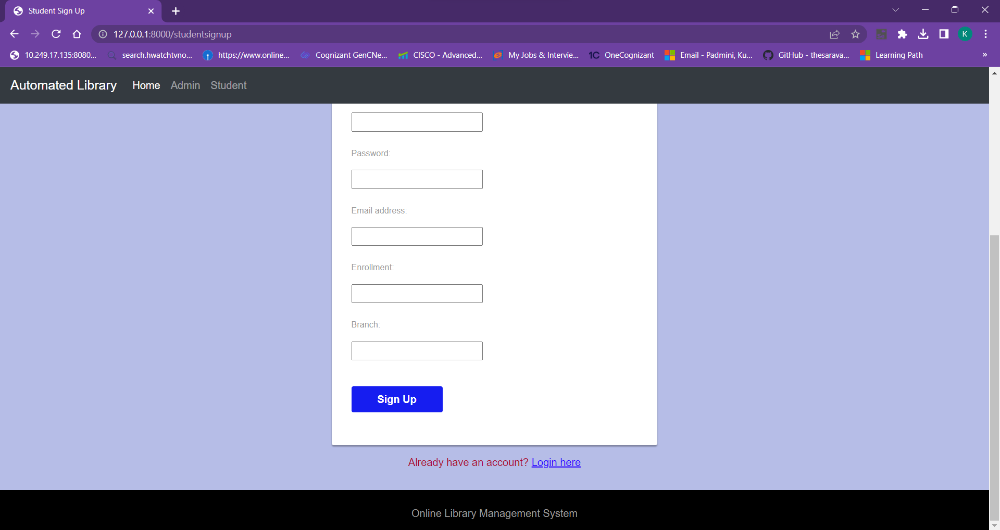 Student Sign Up
127.0.0.1:8000/studentsignup
K
10.249.17.135:8080... search.hwatchtvno... https://www.online... Cognizant GenCNe... CISCO - Advanced... My Jobs & Intervie... 1C OneCognizant Email - Padmini, Ku... GitHub - thesarava... Learning Path »
Automated Library Home Admin Student
Password:
Email address:
Enrollment:
Branch:
Sign Up
Already have an account? Login here
Online Library Management System